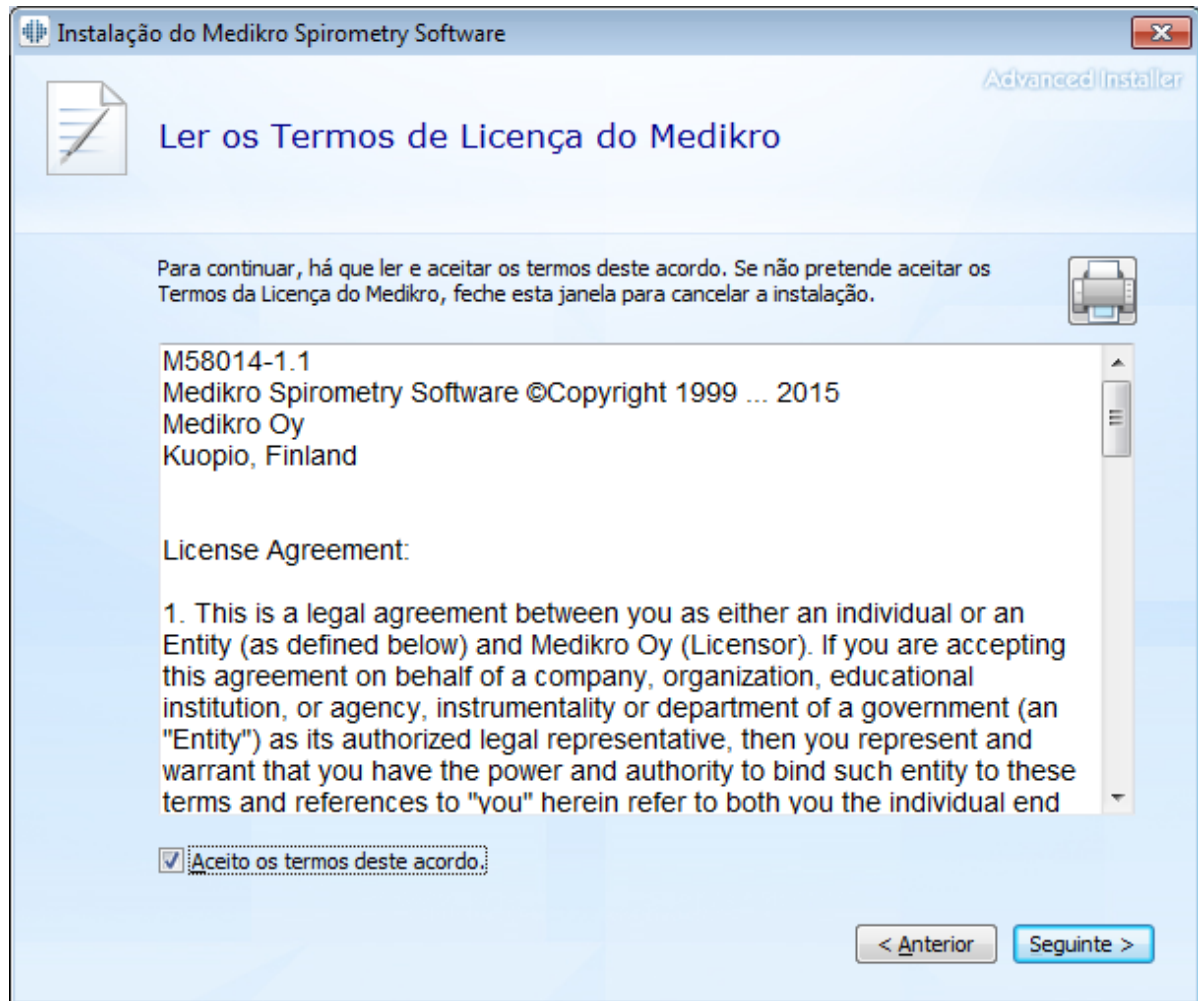 Instalação do Medikro Spirometry Software
Advanced Installer
Ler os Termos de Licença do Medikro
Para continuar, há que ler e aceitar os termos deste acordo. Se não pretende aceitar os
Termos da Licença do Medikro, feche esta janela para cancelar a instalação.
M58014-1.1
Medikro Spirometry Software ©Copyright 1999 ... 2015
Medikro Oy
Kuopio, Finland
License Agreement:
1. This is a legal agreement between you as either an individual or an
Entity (as defined below) and Medikro Oy (Licensor). If you are accepting
this agreement on behalf of a company, organization, educational
institution, or agency, instrumentality or department of a government (an
"Entity") as its authorized legal representative, then you represent and
warrant that you have the power and authority to bind such entity to these
terms and references to "you" herein refer to both you the individual end
Aceito os termos deste acordo.
< Anterior
Seguinte >